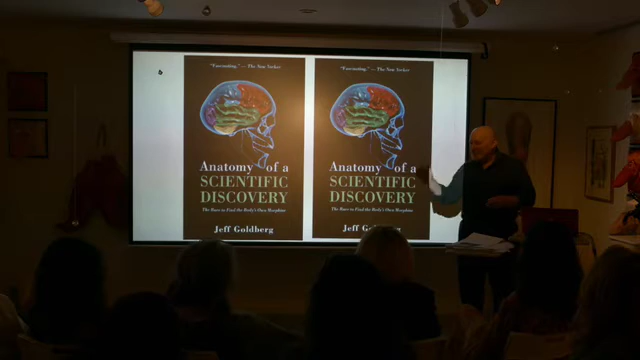 "Fascinating." — The New Yorker
Anatomy of a
SCIENTIFIC
DISCOVERY
The Race to Find the Body's Own Morphine
Jeff Goldberg
"Fascinating." — The New Yorker
Anatomy of a
SCIENTIFIC
DISCOVERY
The Race to Find the Body's Own Morphine
Jeff Goldberg